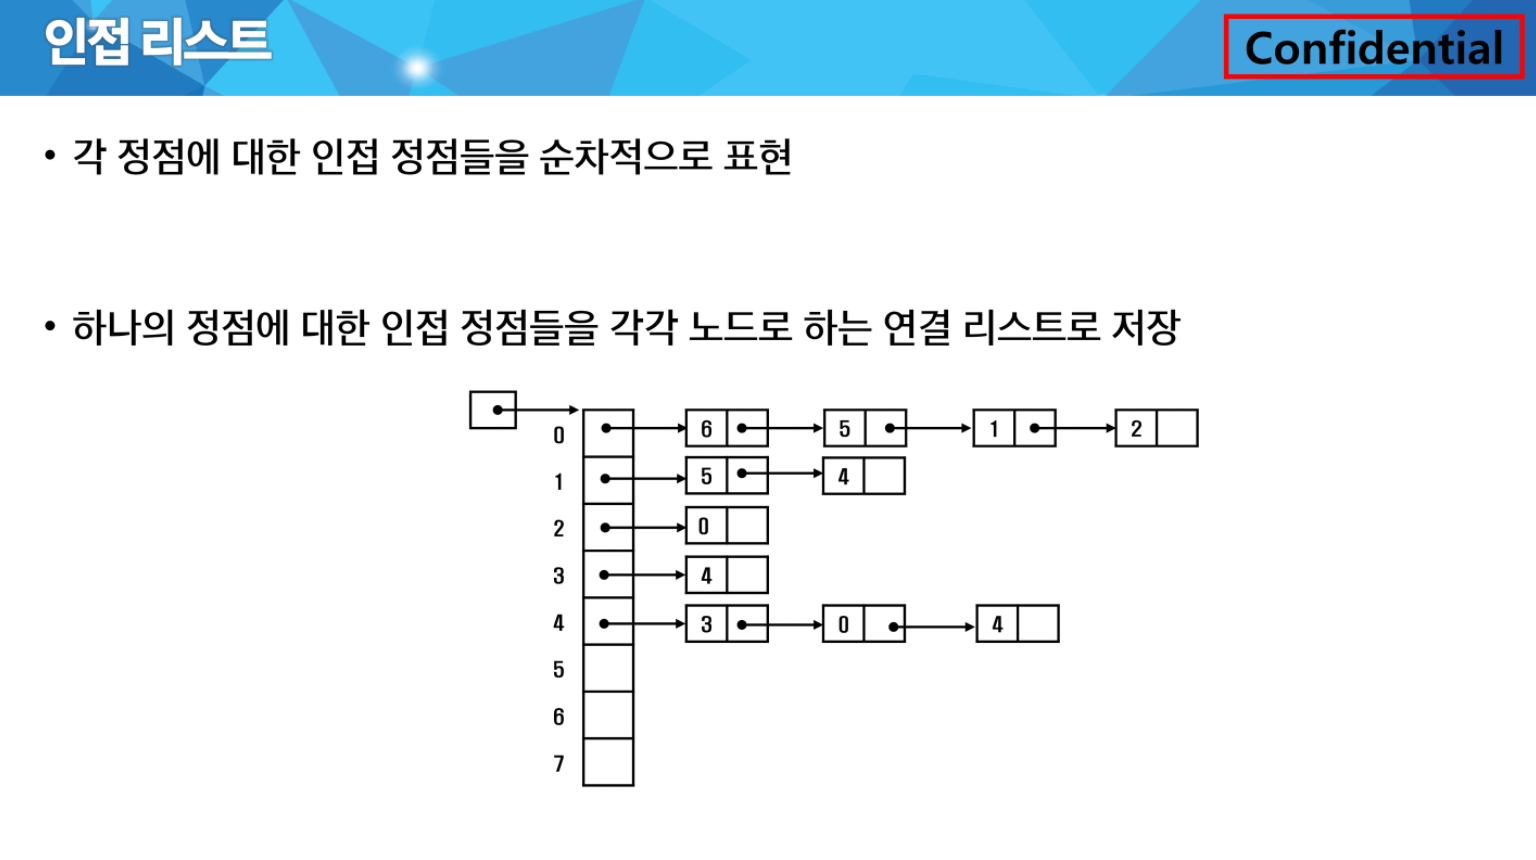 인접 리스트
Confidential
• 각 정점에 대한 인접 정점들을 순차적으로 표현
• 하나의 정점에 대한 인접 정점들을 각각 노드로 하는 연결 리스트로 저장
0 6 5 1 2
1 5 4
2 0
3 4
4 3 0 4
5
6
7